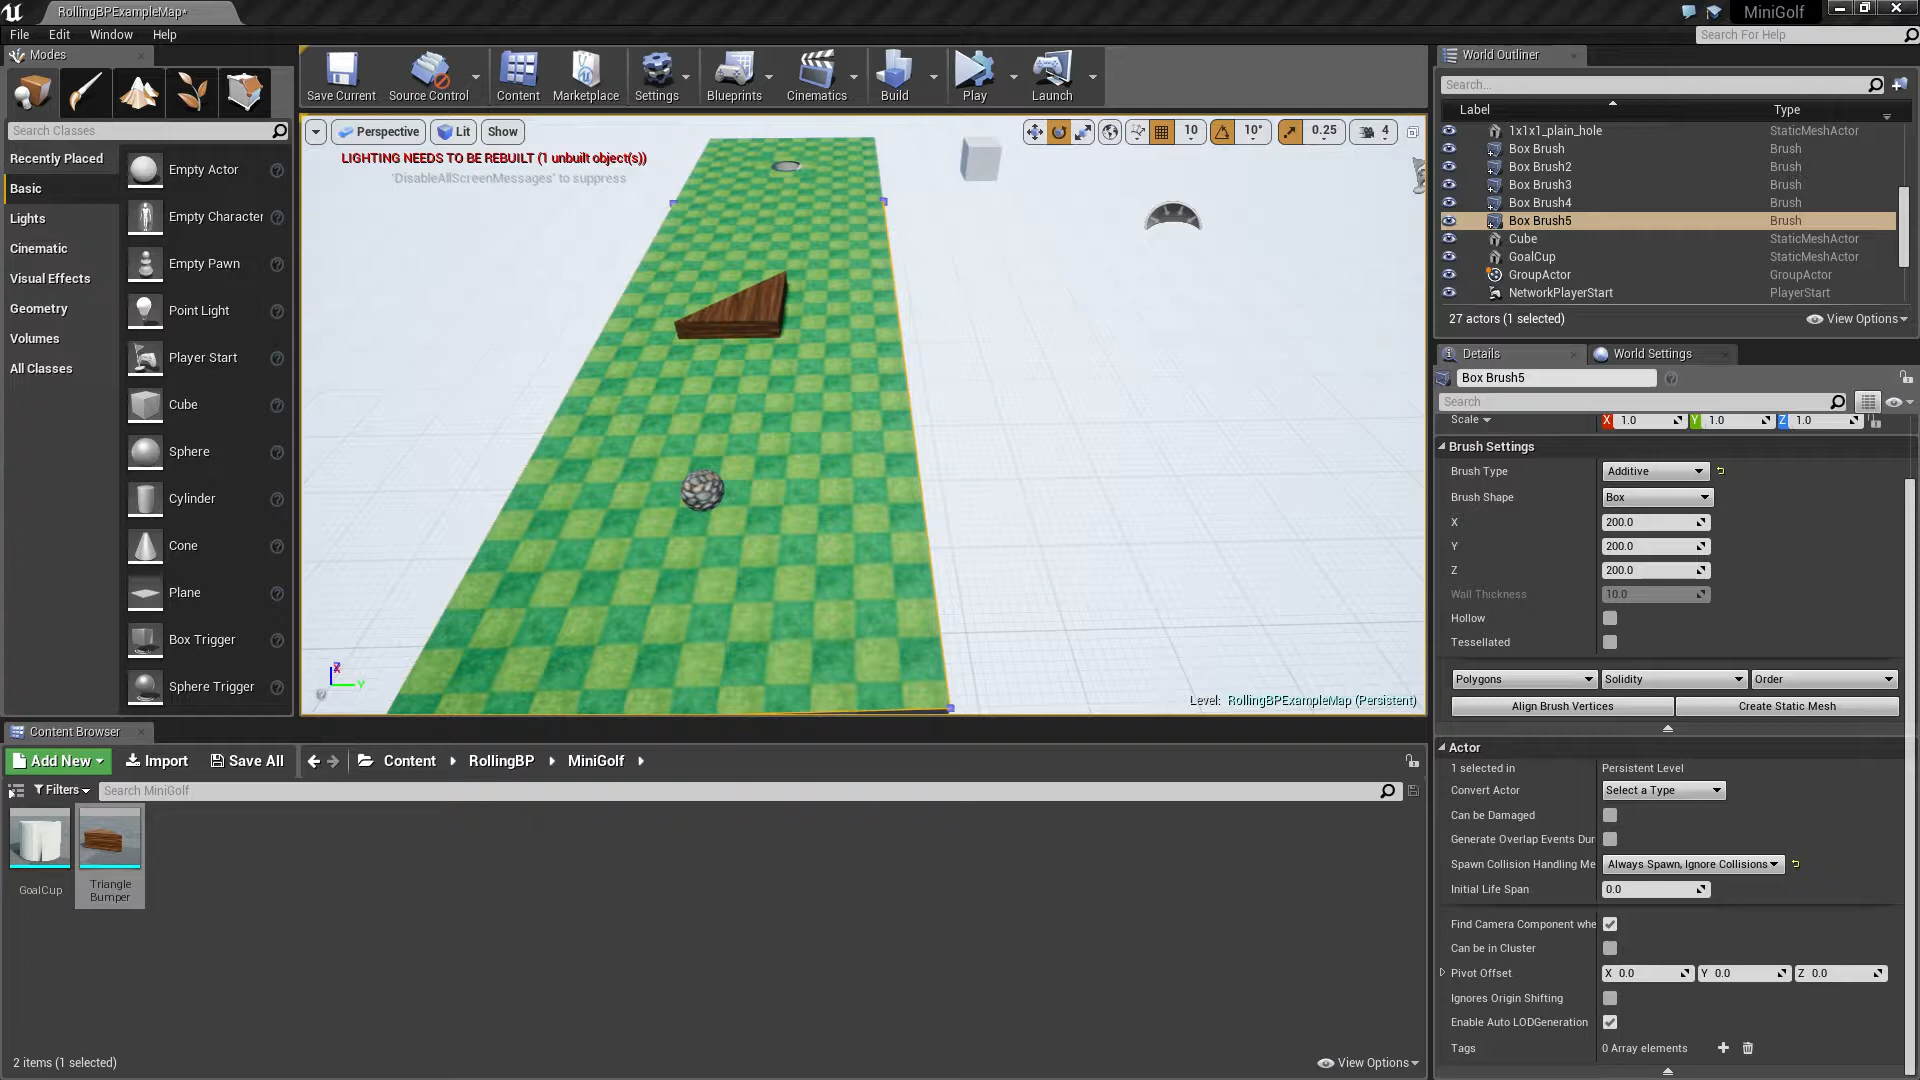 RollingBPExampleMap*
MiniGolf
File Edit Window Help
Search For Help
Modes
Search Classes
Recently Placed
Basic
Lights
Cinematic
Visual Effects
Geometry
Volumes
All Classes
Empty Actor
Empty Character
Empty Pawn
Point Light
Player Start
Cube
Sphere
Cylinder
Cone
Plane
Box Trigger
Sphere Trigger
Save Current Source Control Content Marketplace Settings Blueprints Cinematics Build Play Launch
Perspective Lit Show
10 10° 0.25 4
LIGHTING NEEDS TO BE REBUILT (1 unbuilt object(s))
'DisableAllScreenMessages' to suppress
X
Y
Level: RollingBPExampleMap (Persistent)
World Outliner
Search...
Label Type
1x1x1_plain_hole StaticMeshActor
Box Brush Brush
Box Brush2 Brush
Box Brush3 Brush
Box Brush4 Brush
Box Brush5 Brush
Cube StaticMeshActor
GoalCup StaticMeshActor
GroupActor GroupActor
NetworkPlayerStart PlayerStart
27 actors (1 selected) View Options
Details World Settings
Box Brush5
Search
Scale X 1.0 Y 1.0 Z 1.0
Brush Settings
Brush Type Additive
Brush Shape Box
X 200.0
Y 200.0
Z 200.0
Wall Thickness 10.0
Hollow
Tessellated
Polygons Solidity Order
Align Brush Vertices Create Static Mesh
Actor
1 selected in Persistent Level
Convert Actor Select a Type
Can be Damaged
Generate Overlap Events Dur
Spawn Collision Handling Me Always Spawn, Ignore Collisions
Initial Life Span 0.0
Find Camera Component whe
Can be in Cluster
Pivot Offset X 0.0 Y 0.0 Z 0.0
Ignores Origin Shifting
Enable Auto LODGeneration
Tags 0 Array elements
Content Browser
Add New Import Save All Content RollingBP MiniGolf
Filters Search MiniGolf
GoalCup
Triangle
Bumper
2 items (1 selected)
View Options